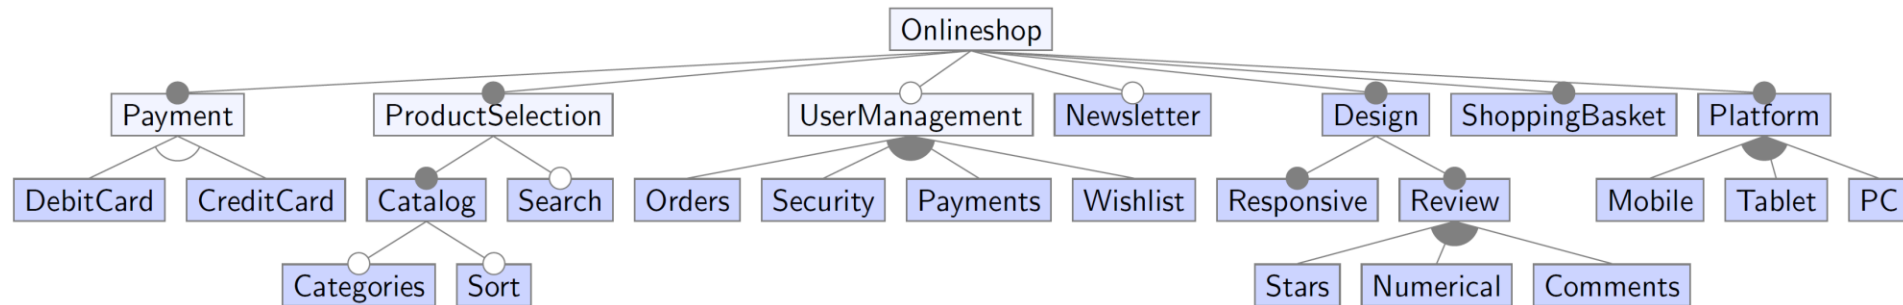 Onlineshop
Payment ProductSelection UserManagement Newsletter Design ShoppingBasket Platform
DebitCard CreditCard Catalog Search Orders Security Payments Wishlist Responsive Review Mobile Tablet PC
Categories Sort Stars Numerical Comments